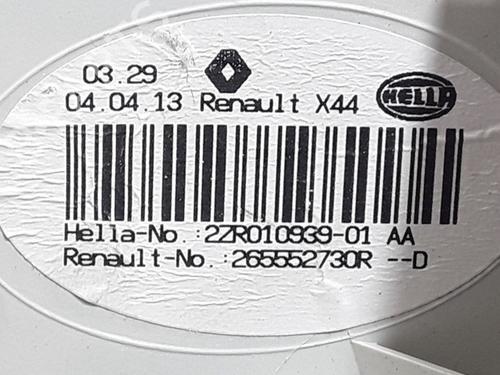 03.29
04.04.13 Renault X44 HELLA
Hella-No.:2ZR010939-01 AA
Renault-No.:265552730R --D